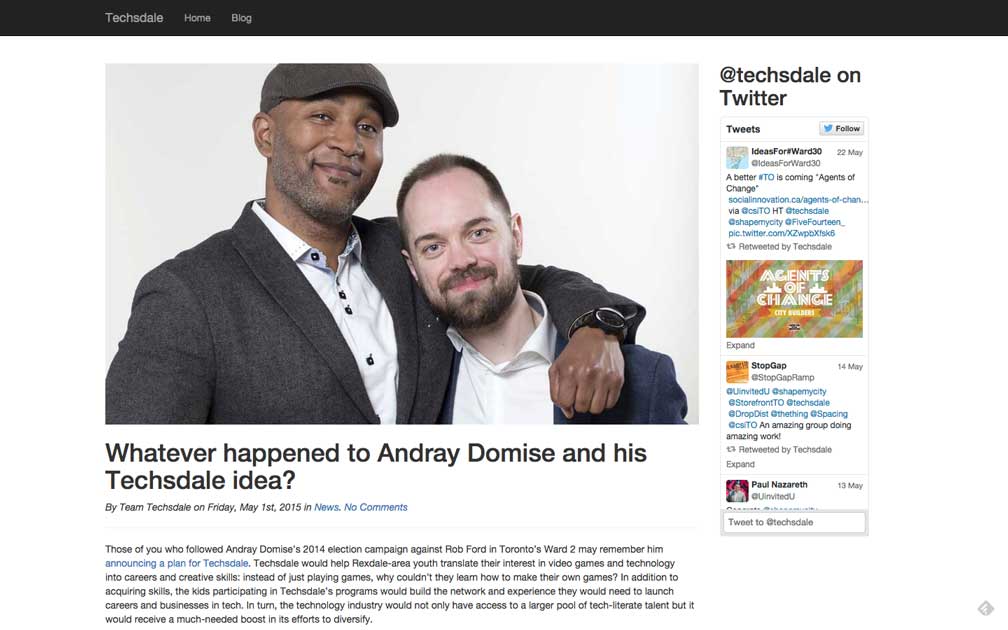 Techsdale Home Blog
@techsdale on
Twitter
Tweets
Follow
IdeasFor#Ward30 22 May
@IdeasForWard30
A better #TO is coming "Agents of
Change"
socialinnovation.ca/agents-of-chan…
via @csiTO HT @techsdale
@shapemycity @FiveFourteen_
pic.twitter.com/XZwpbXfsk6
Retweeted by Techsdale
AGENTS
OF
CHANGE
CITY BUILDERS
Expand
StopGap 14 May
@StopGapRamp
@UinvitedU @shapemycity
@StorefrontTO @techsdale
@DropDist @thething @Spacing
@csiTO An amazing group doing
amazing work!
Retweeted by Techsdale
Expand
Paul Nazareth 13 May
@UinvitedU
Tweet to @techsdale
Whatever happened to Andray Domise and his
Techsdale idea?
By Team Techsdale on Friday, May 1st, 2015 in News. No Comments
Those of you who followed Andray Domise's 2014 election campaign against Rob Ford in Toronto's Ward 2 may remember him
announcing a plan for Techsdale. Techsdale would help Rexdale-area youth translate their interest in video games and technology
into careers and creative skills: instead of just playing games, why couldn't they learn how to make their own games? In addition to
acquiring skills, the kids participating in Techsdale's programs would build the network and experience they would need to launch
careers and businesses in tech. In turn, the technology industry would not only have access to a larger pool of tech-literate talent but it
would receive a much-needed boost in its efforts to diversify.